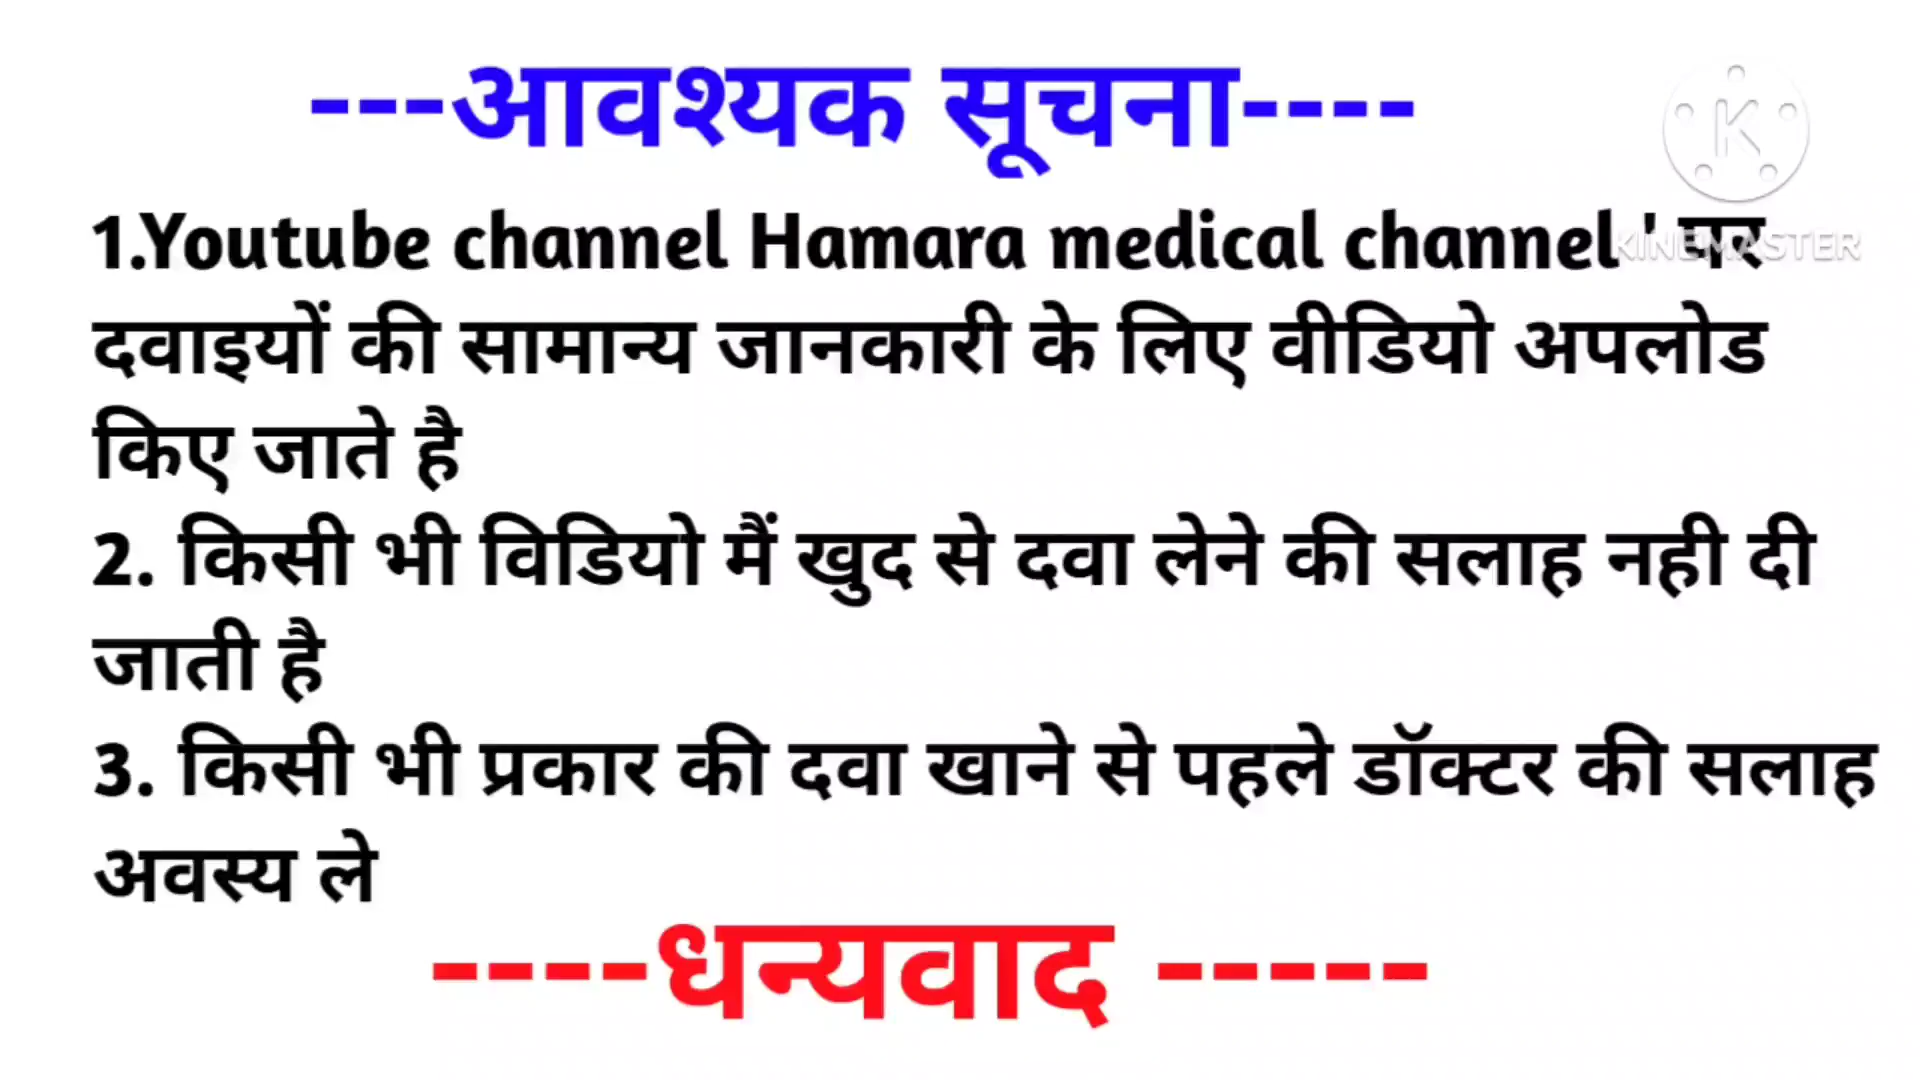 ---आवश्यक सूचना----
1.Youtube channel Hamara medical channel ' पर
दवाइयों की सामान्य जानकारी के लिए वीडियो अपलोड
किए जाते है
2. किसी भी विडियो मैं खुद से दवा लेने की सलाह नही दी
जाती है
3. किसी भी प्रकार की दवा खाने से पहले डॉक्टर की सलाह
अवस्य ले
----धन्यवाद -----
K
KINEMASTER